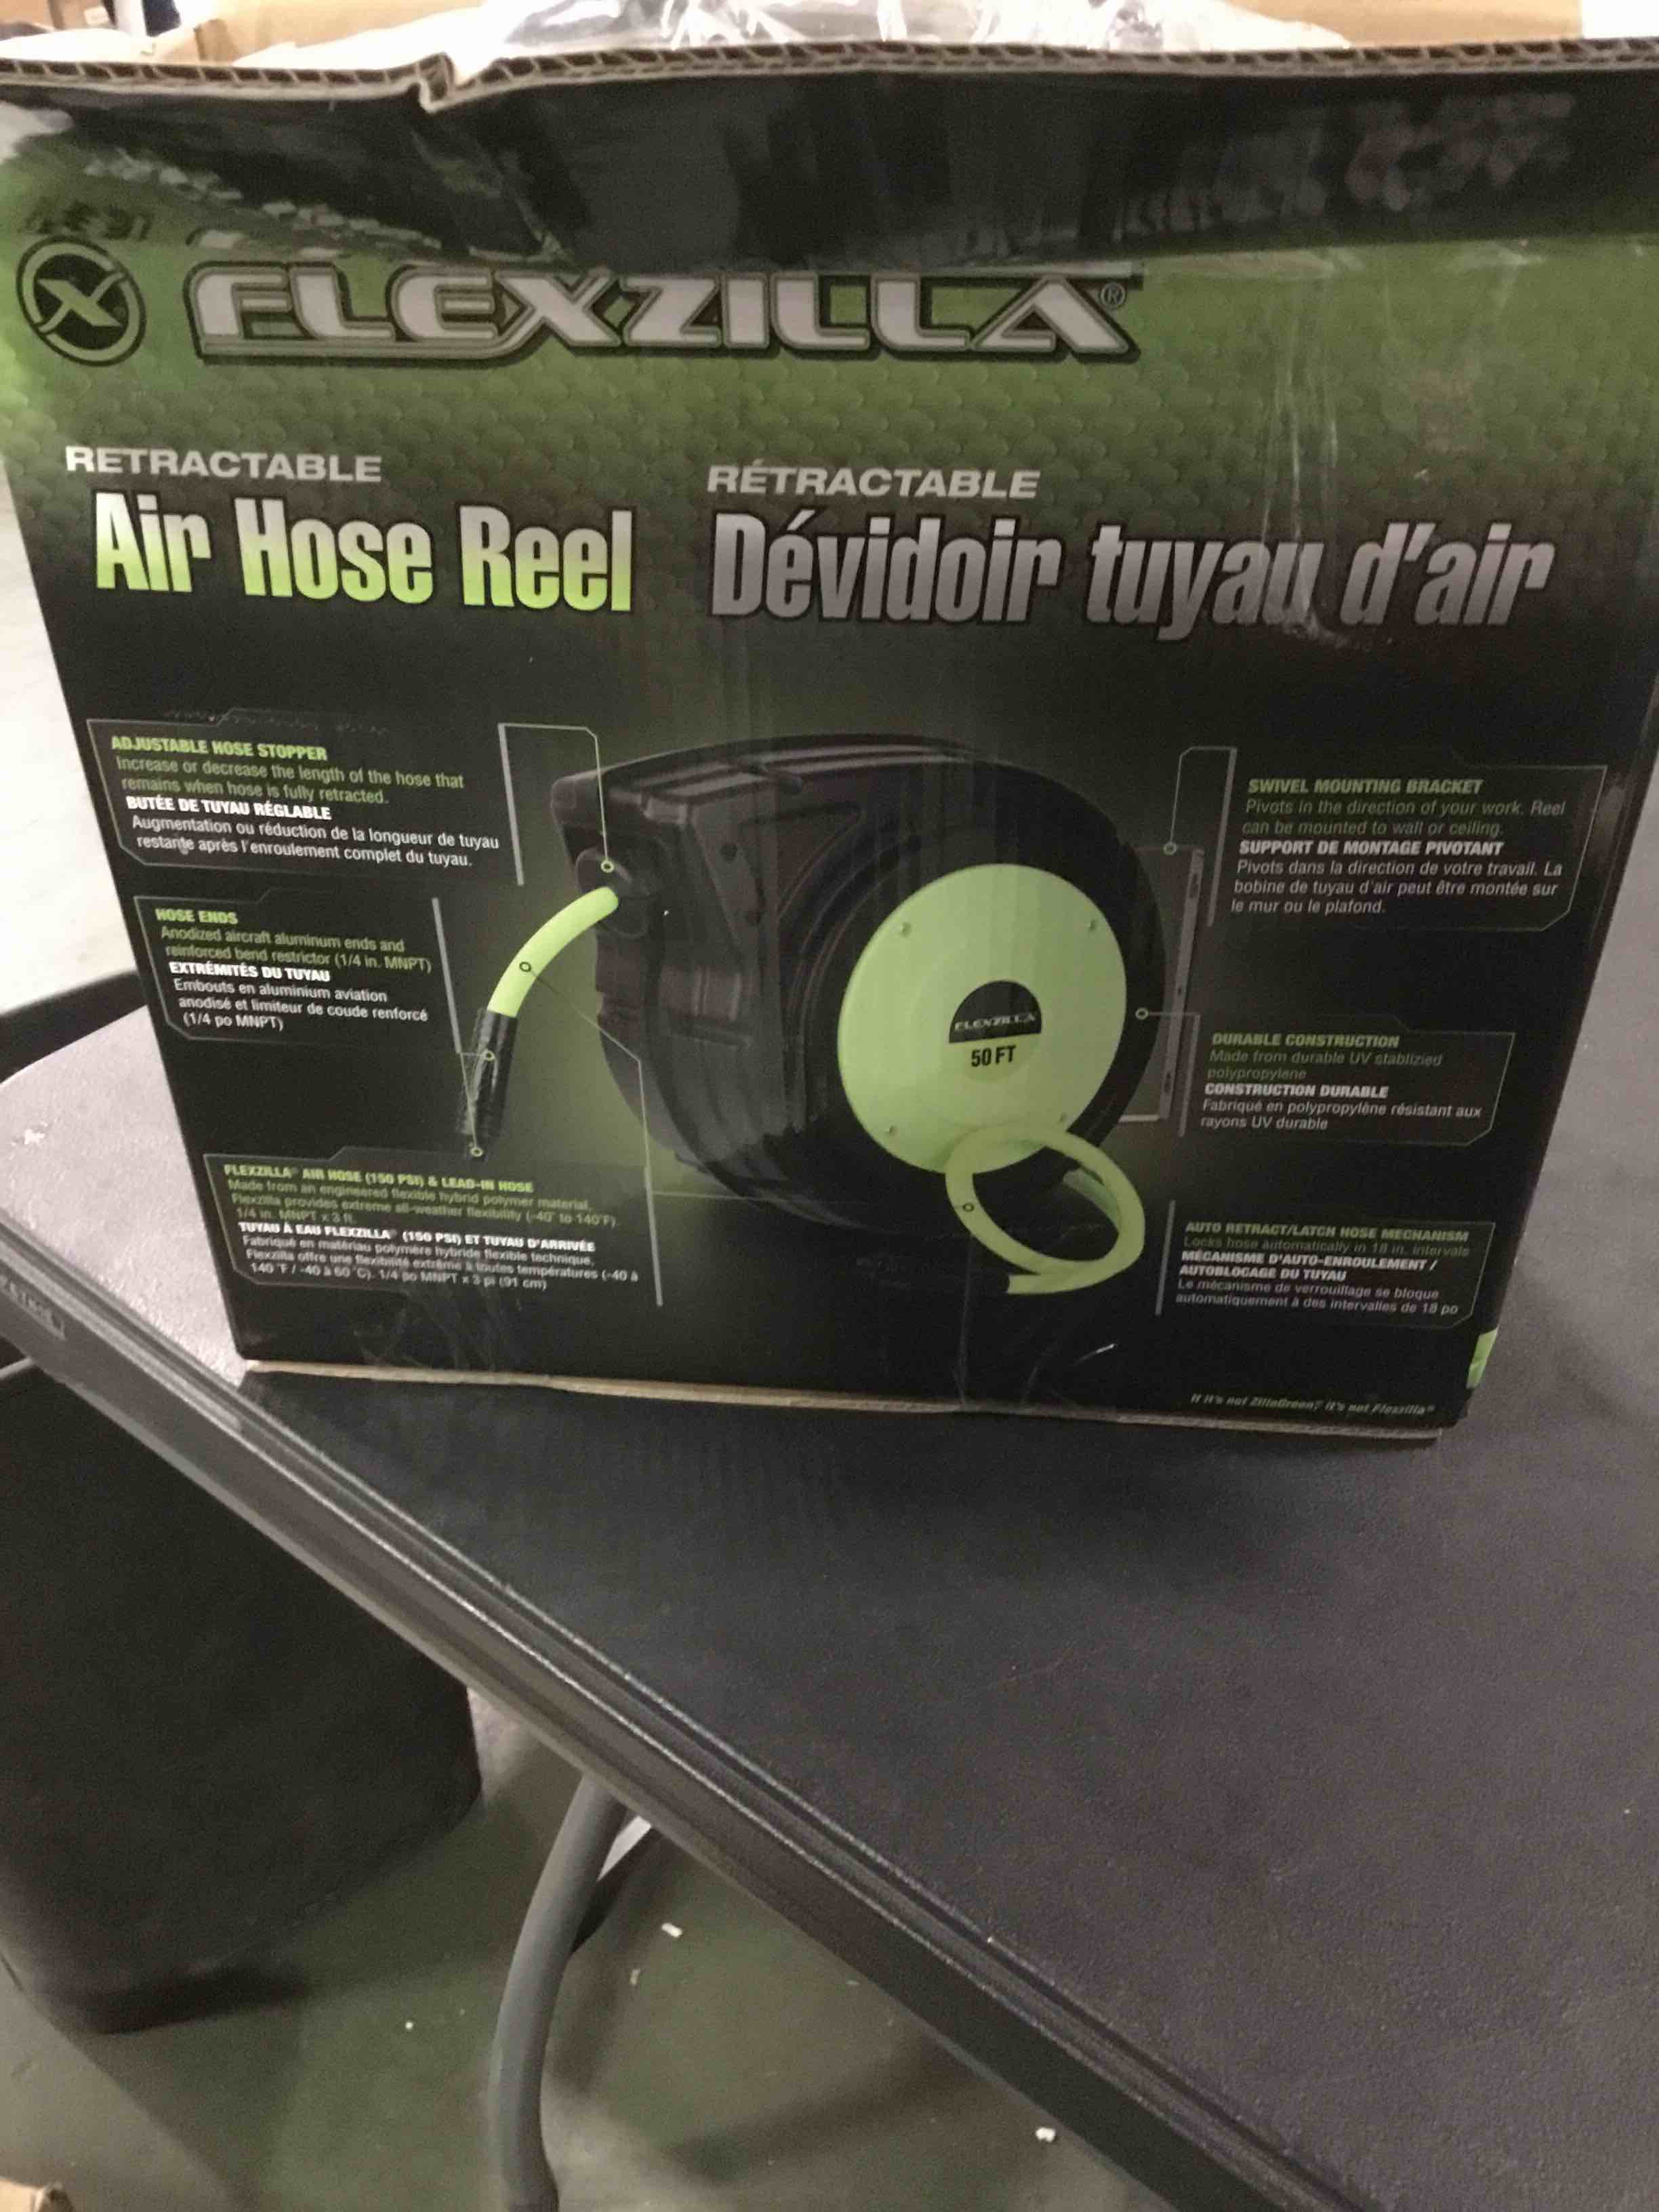 FLEXZILLA®
RETRACTABLE
Air Hose Reel
RÉTRACTABLE
Dévidoir tuyau d'air
ADJUSTABLE HOSE STOPPER
Increase or decrease the length of the hose that
remains when hose is fully retracted.
BUTÉE DE TUYAU RÉGLABLE
Augmentation ou réduction de la longueur de tuyau
restante après l'enroulement complet du tuyau.
HOSE ENDS
Anodized aircraft aluminum ends and
reinforced bend restrictor (1/4 in. MNPT)
EXTRÉMITÉS DU TUYAU
Embouts en aluminium aviation
anodisé et limiteur de coude renforcé
(1/4 po MNPT)
FLEXZILLA® AIR HOSE (150 PSI) & LEAD-IN HOSE
Made from an engineered flexible hybrid polymer material,
Flexzilla provides extreme all-weather flexibility (-40° to 140°F).
1/4 in. MNPT x 3 ft.
TUYAU À EAU FLEXZILLA® (150 PSI) ET TUYAU D'ARRIVÉE
Fabriqué en matériau polymère hybride flexible technique,
Flexzilla offre une flexibilité extrême à toutes températures (-40 à
140 °F / -40 à 60 °C). 1/4 po MNPT x 3 pi (91 cm)
FLEXZILLA
50 FT
SWIVEL MOUNTING BRACKET
Pivots in the direction of your work. Reel
can be mounted to wall or ceiling.
SUPPORT DE MONTAGE PIVOTANT
Pivots dans la direction de votre travail. La
bobine de tuyau d'air peut être montée sur
le mur ou le plafond.
DURABLE CONSTRUCTION
Made from durable UV stablizied
polypropylene
CONSTRUCTION DURABLE
Fabriqué en polypropylène résistant aux
rayons UV durable
AUTO RETRACT/LATCH HOSE MECHANISM
Locks hose automatically in 18 in. intervals
MÉCANISME D'AUTO-ENROULEMENT /
AUTOBLOCAGE DU TUYAU
Le mécanisme de verrouillage se bloque
automatiquement à des intervalles de 18 po
If it's not ZillaGreen,® it's not Flexzilla®